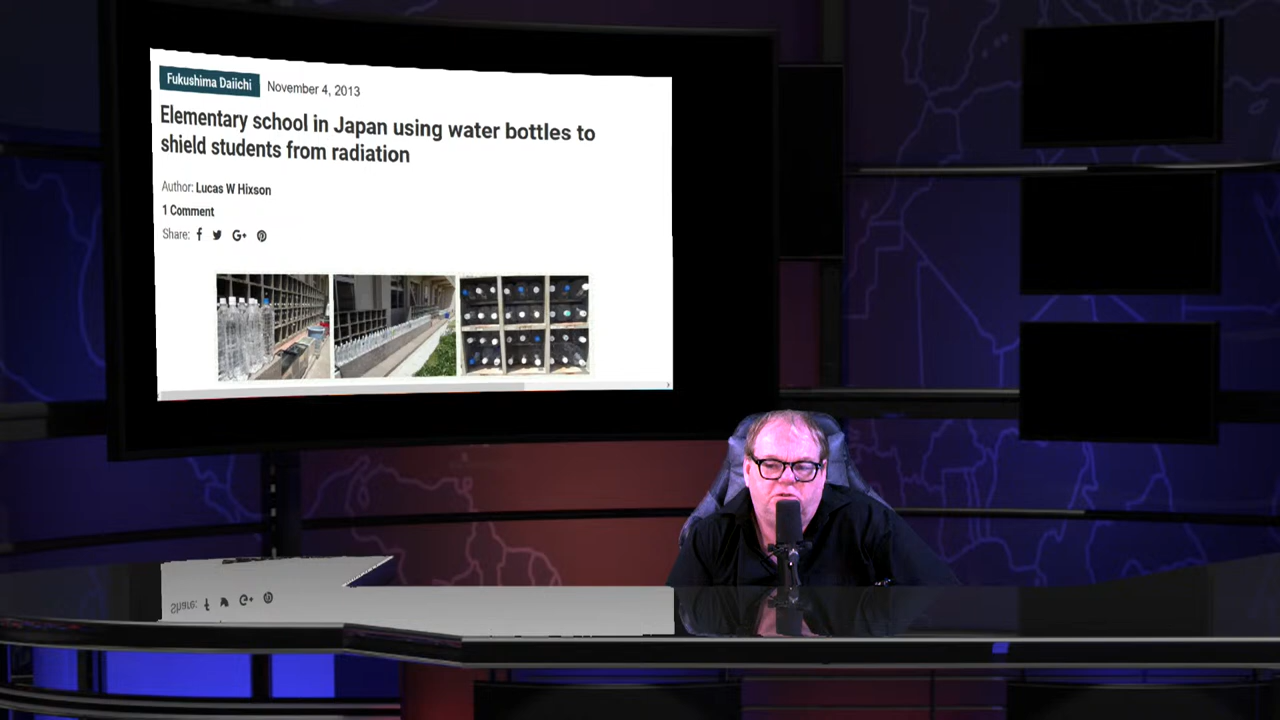 Fukushima Daiichi November 4, 2013
Elementary school in Japan using water bottles to
shield students from radiation
Author: Lucas W Hixson
1 Comment
Share:
Share: